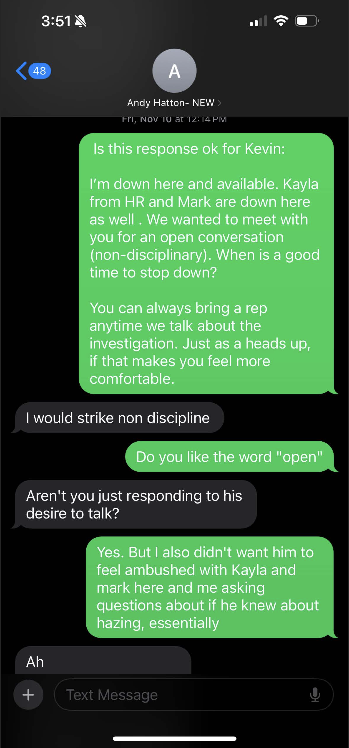 3:51
48
A
Andy Hatton- NEW
Fri, Nov 10 at 12:14 PM
Is this response ok for Kevin:
I'm down here and available. Kayla
from HR and Mark are down here
as well . We wanted to meet with
you for an open conversation
(non-disciplinary). When is a good
time to stop down?
You can always bring a rep
anytime we talk about the
investigation. Just as a heads up,
if that makes you feel more
comfortable.
I would strike non discipline
Do you like the word "open"
Aren't you just responding to his
desire to talk?
Yes. But I also didn't want him to
feel ambushed with Kayla and
mark here and me asking
questions about if he knew about
hazing, essentially
Ah
Text Message